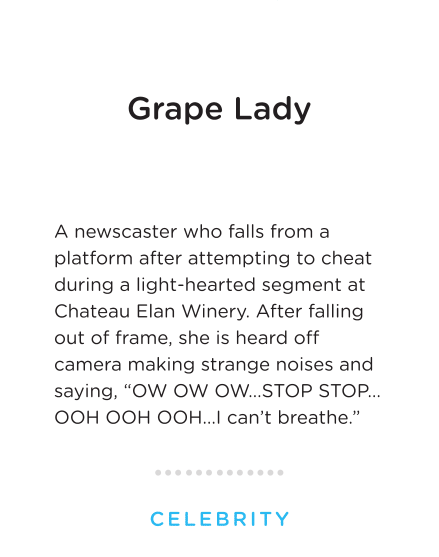 Grape Lady
A newscaster who falls from a
platform after attempting to cheat
during a light-hearted segment at
Chateau Elan Winery. After falling
out of frame, she is heard off
camera making strange noises and
saying, “OW OW OW...STOP STOP...
OOH OOH OOH...I can’t breathe.”
CELEBRITY